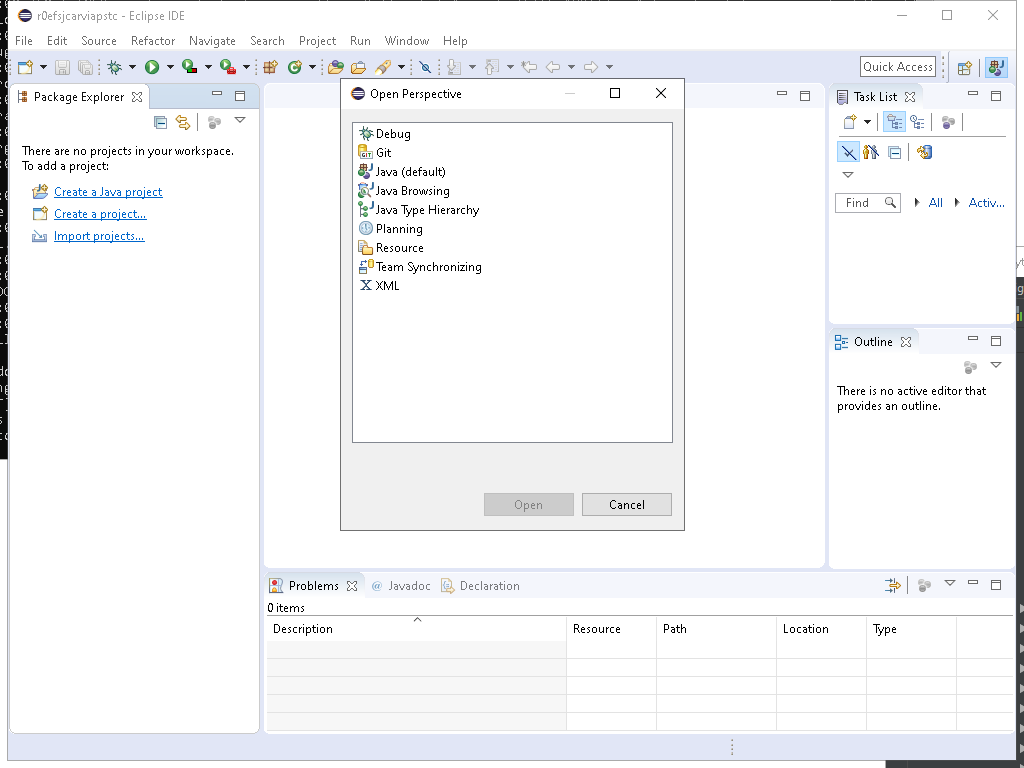 r0efsjcarviapstc - Eclipse IDE
File Edit Source Refactor Navigate Search Project Run Window Help
Quick Access
Package Explorer
There are no projects in your workspace.
To add a project:
Create a Java project
Create a project...
Import projects...
Open Perspective
Debug
Git
Java (default)
Java Browsing
Java Type Hierarchy
Planning
Resource
Team Synchronizing
XML
Open Cancel
Task List
Find All Activ...
Outline
There is no active editor that
provides an outline.
Problems @ Javadoc Declaration
0 items
Description Resource Path Location Type